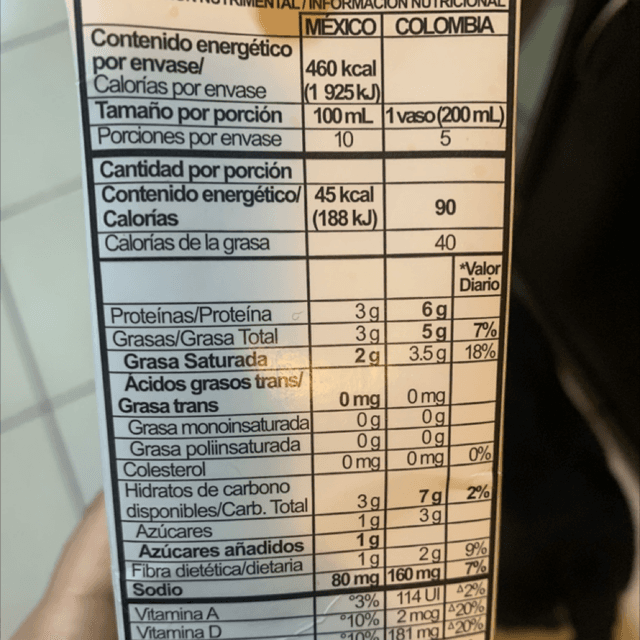 NUTRIMENTAL / INFORMACIÓN NUTRICIONAL
MÉXICO COLOMBIA
Contenido energético
por envase/
Calorías por envase 460 kcal
(1 925 kJ)
Tamaño por porción 100 mL 1 vaso (200 mL)
Porciones por envase 10 5
Cantidad por porción
Contenido energético/ 45 kcal
Calorías (188 kJ) 90
Calorías de la grasa 40
*Valor
Diario
Proteínas/Proteína 3 g 6 g
Grasas/Grasa Total 3 g 5 g 7%
Grasa Saturada 2 g 3.5 g 18%
Ácidos grasos trans/
Grasa trans 0 mg 0 mg
Grasa monoinsaturada 0 g 0 g
Grasa poliinsaturada 0 g 0 g
Colesterol 0 mg 0 mg 0%
Hidratos de carbono
disponibles/Carb. Total 3 g 7 g 2%
Azúcares 1 g 3 g
Azúcares añadidos 1 g
Fibra dietética/dietaria 1 g 2 g 9%
Sodio 80 mg 160 mg 7%
Vitamina A °3% 114 UI Δ2%
Vitamina D °10% 2 mcg Δ20%
°10% 181 mg Δ20%